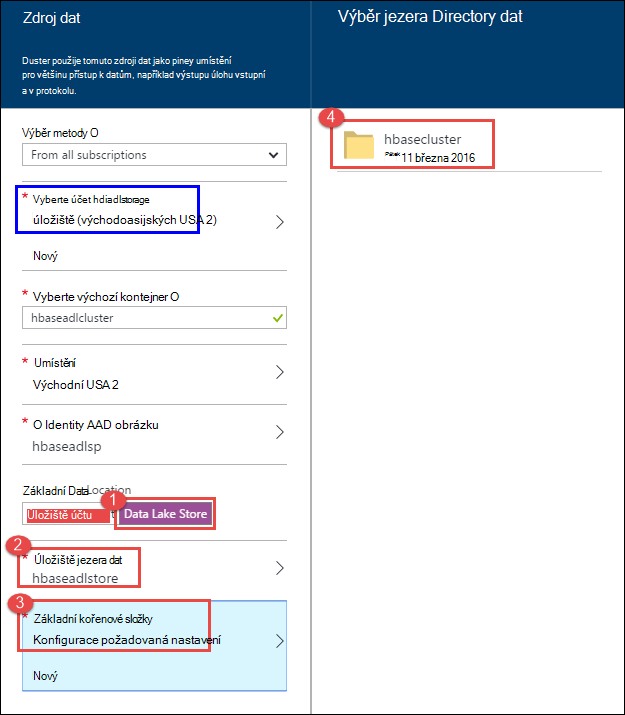 Zdroj dat
Duster použije tomuto zdroji dat jako piney umístění
pro většinu přístup k datům, například výstupu úlohu vstupní
a v protokolu.
Výběr metody O
From all subscriptions
* Vyberte účet hdiadlstorage
úložiště (východoasijských USA 2)
Nový
* Vyberte výchozí kontejner O
hbaseadlcluster
* Umístění
Východní USA 2
* O Identity AAD obrázku
hbaseadlsp
Základní Data Location
1
Úložiště účtu
Data Lake Store
2
* Úložiště jezera dat
hbaseadlstore
3
* Základní kořenové složky
Konfigurace požadovaná nastavení
Nový
Výběr jezera Directory dat
4
hbasecluster
11 března 2016